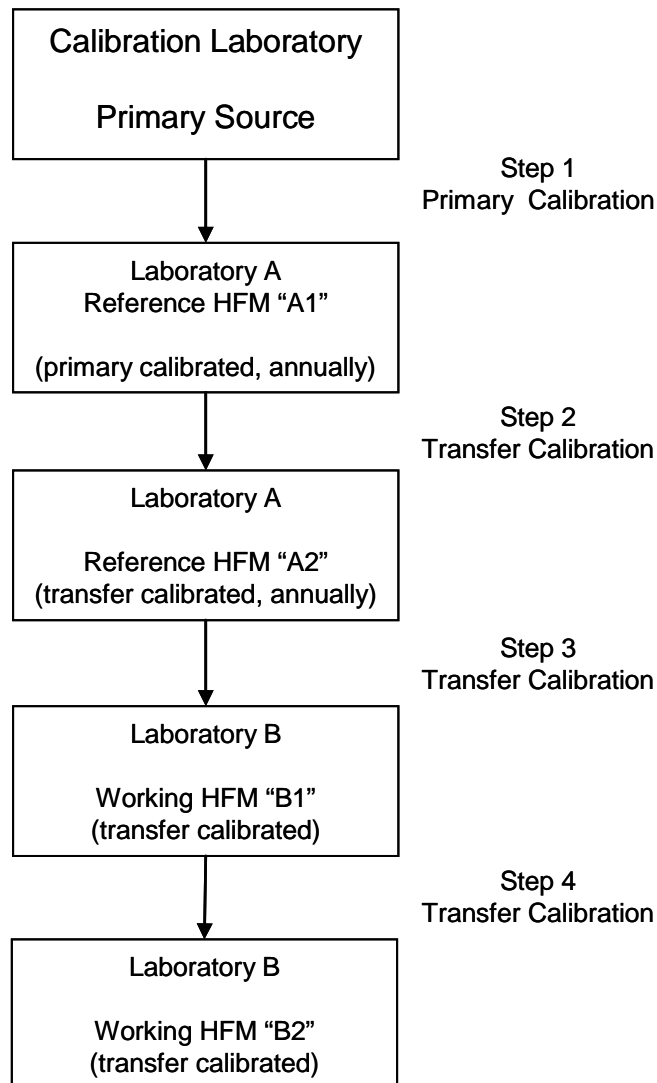 Calibration Laboratory
Primary Source
Step 1
Primary Calibration
Laboratory A
Reference HFM “A1”
(primary calibrated, annually)
Step 2
Transfer Calibration
Laboratory A
Reference HFM “A2”
(transfer calibrated, annually)
Step 3
Transfer Calibration
Laboratory B
Working HFM “B1”
(transfer calibrated)
Step 4
Transfer Calibration
Laboratory B
Working HFM “B2”
(transfer calibrated)